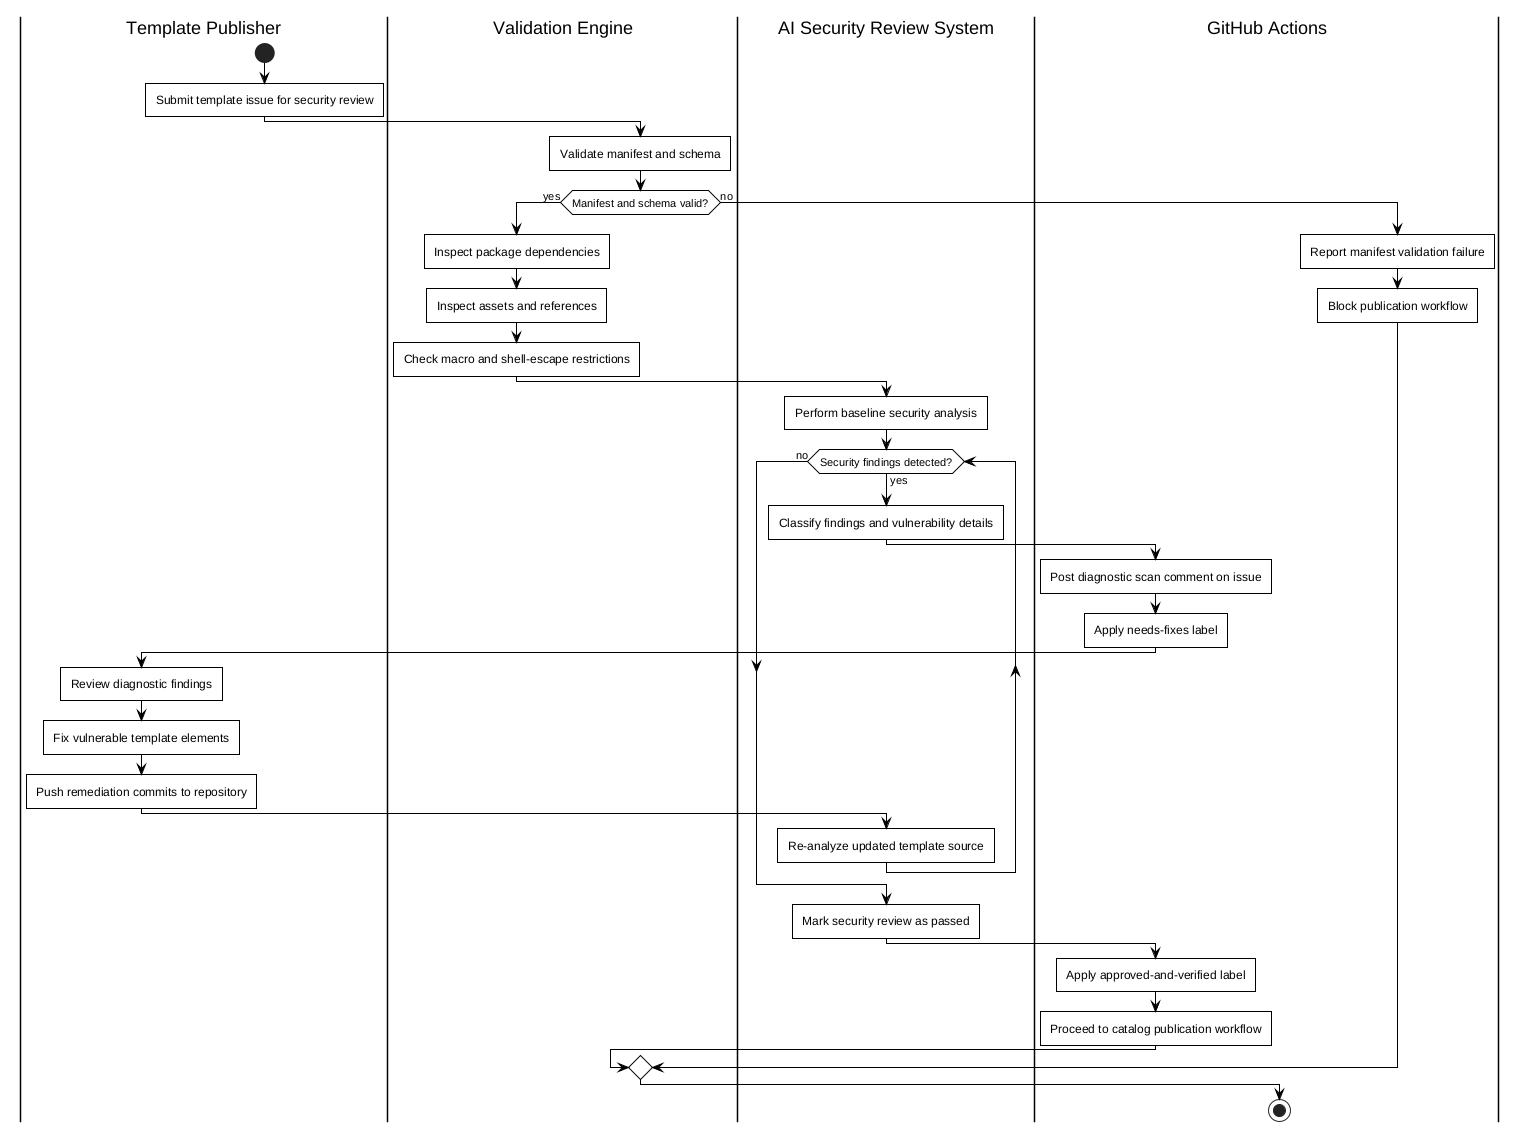 Template Publisher
Validation Engine
AI Security Review System
GitHub Actions
Submit template issue for security review
Validate manifest and schema
yes
Manifest and schema valid?
no
Inspect package dependencies
Report manifest validation failure
Inspect assets and references
Block publication workflow
Check macro and shell-escape restrictions
Perform baseline security analysis
no
Security findings detected?
yes
Classify findings and vulnerability details
Post diagnostic scan comment on issue
Apply needs-fixes label
Review diagnostic findings
Fix vulnerable template elements
Push remediation commits to repository
Re-analyze updated template source
Mark security review as passed
Apply approved-and-verified label
Proceed to catalog publication workflow